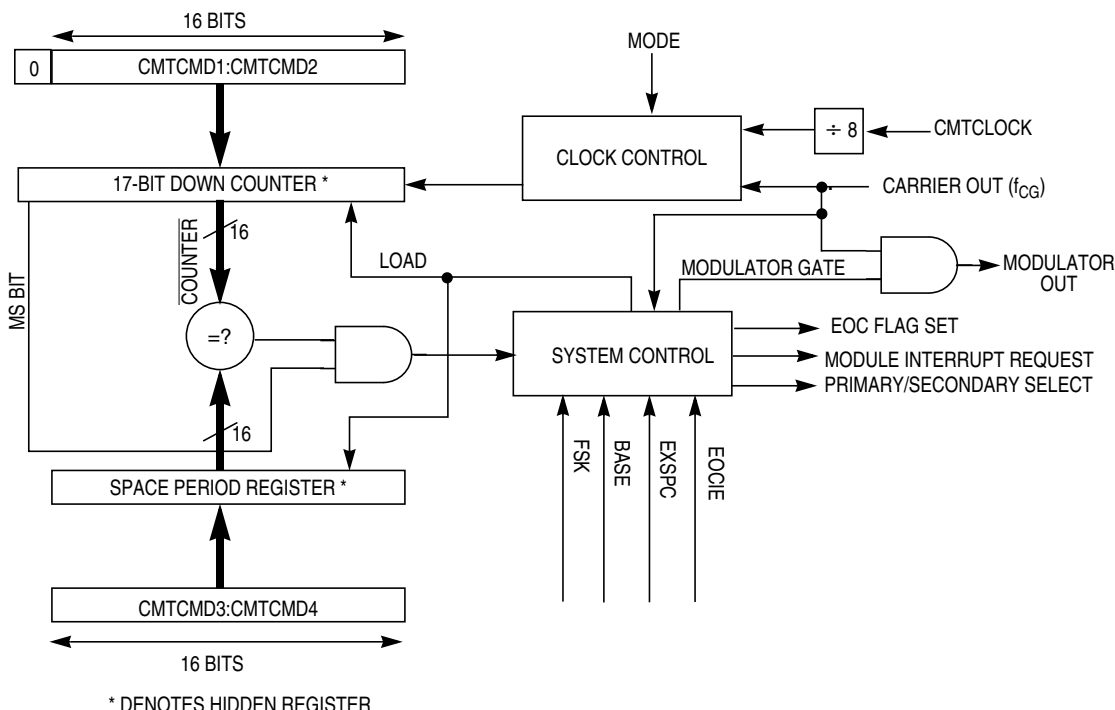 16 BITS
MODE
0
CMTCMD1:CMTCMD2
÷ 8
CMTCLOCK
CLOCK CONTROL
17-BIT DOWN COUNTER *
CARRIER OUT (fCG)
16
COUNTER
LOAD
MODULATOR GATE
MODULATOR
OUT
MS BIT
=?
EOC FLAG SET
SYSTEM CONTROL
MODULE INTERRUPT REQUEST
PRIMARY/SECONDARY SELECT
16
FSK
BASE
EXSPC
EOCIE
SPACE PERIOD REGISTER *
CMTCMD3:CMTCMD4
16 BITS
* DENOTES HIDDEN REGISTER